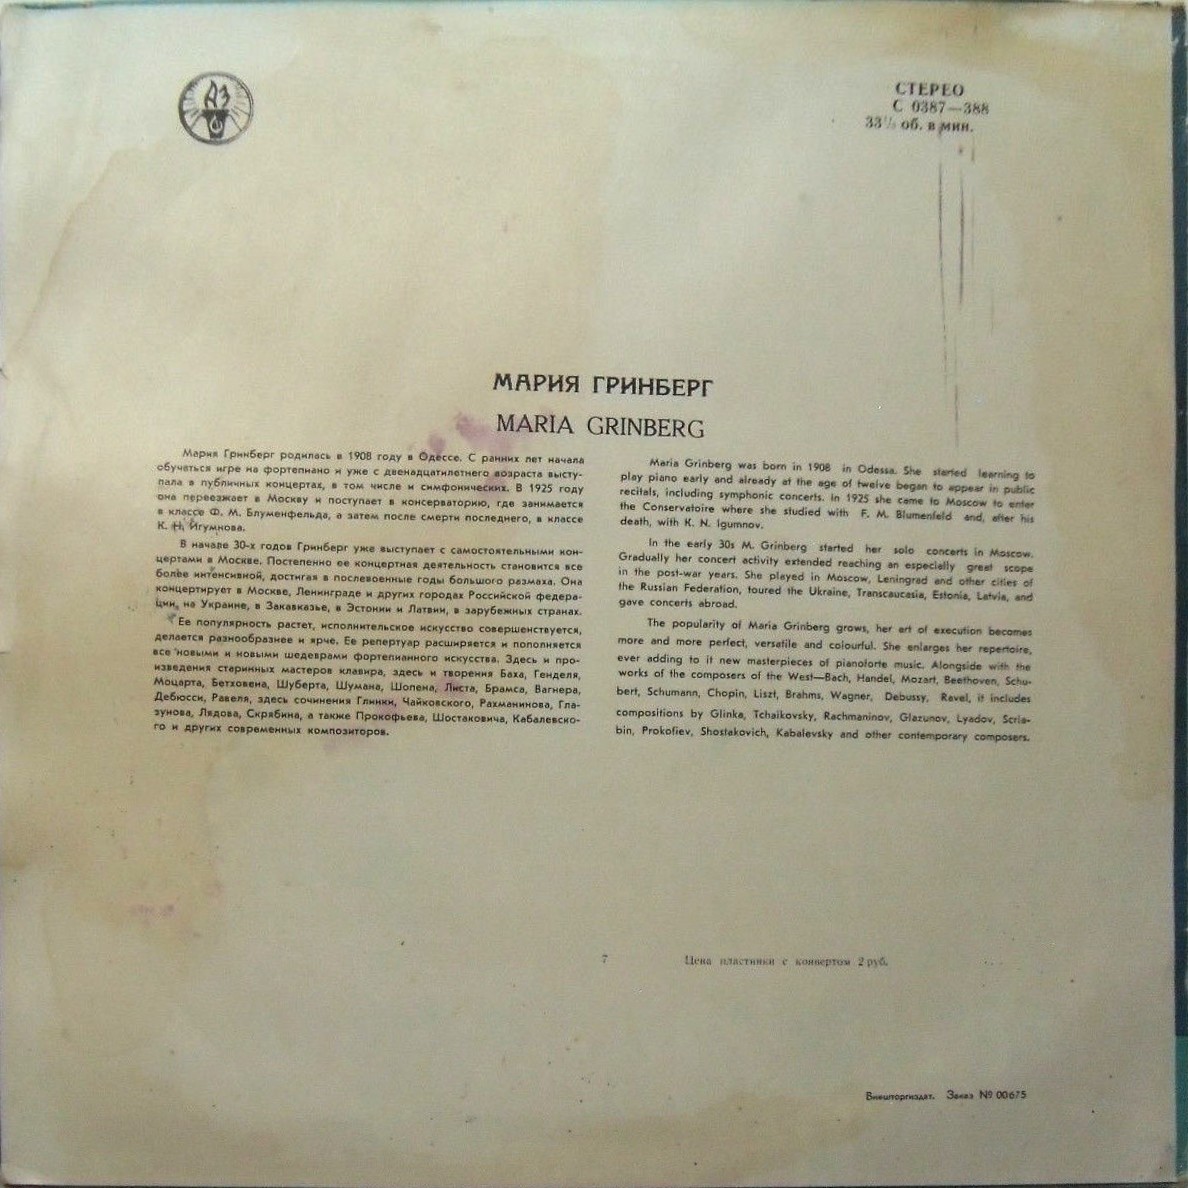 АЗ
СТЕРЕО
С 0387—388
33⅓ об. в мин.
МАРИЯ ГРИНБЕРГ
MARIA GRINBERG
Мария Гринберг родилась в 1908 году в Одессе. С ранних лет начала
обучаться игре на фортепиано и уже с двенадцатилетнего возраста высту-
пала в публичных концертах, в том числе и симфонических. В 1925 году
она переезжает в Москву и поступает в консерваторию, где занимается
в классе Ф. М. Блуменфельда, а затем после смерти последнего, в классе
К. Н. Игумнова.
В начале 30-х годов Гринберг уже выступает с самостоятельными кон-
цертами в Москве. Постепенно ее концертная деятельность становится все
более интенсивной, достигая в послевоенные годы большого размаха. Она
концертирует в Москве, Ленинграде и других городах Российской федера-
ции, на Украине, в Закавказье, в Эстонии и Латвии, в зарубежных странах.
Ее популярность растет, исполнительское искусство совершенствуется,
делается разнообразнее и ярче. Ее репертуар расширяется и пополняется
все новыми и новыми шедеврами фортепианного искусства. Здесь и про-
изведения старинных мастеров клавира, здесь и творения Баха, Генделя,
Моцарта, Бетховена, Шуберта, Шумана, Шопена, Листа, Брамса, Вагнера,
Дебюсси, Равеля, здесь сочинения Глинки, Чайковского, Рахманинова, Гла-
зунова, Лядова, Скрябина, а также Прокофьева, Шостаковича, Кабалевско-
го и других современных композиторов.
Maria Grinberg was born in 1908 in Odessa. She started learning to
play piano early and already at the age of twelve began to appear in public
recitals, including symphonic concerts. In 1925 she came to Moscow to enter
the Conservatoire where she studied with F. M. Blumenfeld and, after his
death, with K. N. Igumnov.
In the early 30s M. Grinberg started her solo concerts in Moscow.
Gradually her concert activity extended reaching an especially great scope
in the post-war years. She played in Moscow, Leningrad and other cities of
the Russian Federation, toured the Ukraine, Transcaucasia, Estonia, Latvia, and
gave concerts abroad.
The popularity of Maria Grinberg grows, her art of execution becomes
more and more perfect, versatile and colourful. She enlarges her repertoire,
ever adding to it new masterpieces of pianoforte music. Alongside with the
works of the composers of the West—Bach, Handel, Mozart, Beethoven, Schu-
bert, Schumann, Chopin, Liszt, Brahms, Wagner, Debussy, Ravel, it includes
compositions by Glinka, Tchaikovsky, Rachmaninov, Glazunov, Lyadov, Scria-
bin, Prokofiev, Shostakovich, Kabalevsky and other contemporary composers.
7
Цена пластинки с конвертом 2 руб.
Внешторгиздат. Заказ № 00675